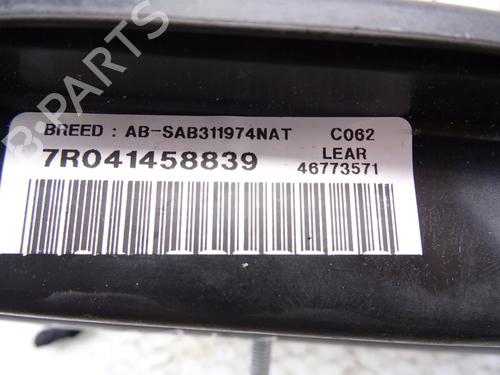 B-PARTS
BREED : AB-SAB311974NAT C062
7R041458839 LEAR
46773571